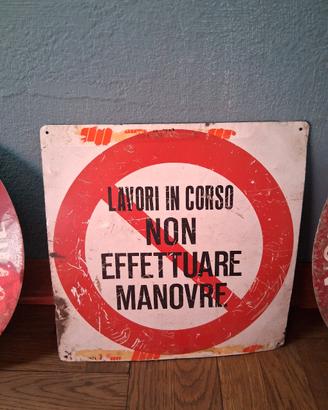 LAVORI IN CORSO
NON
EFFETTUARE
MANOVRE